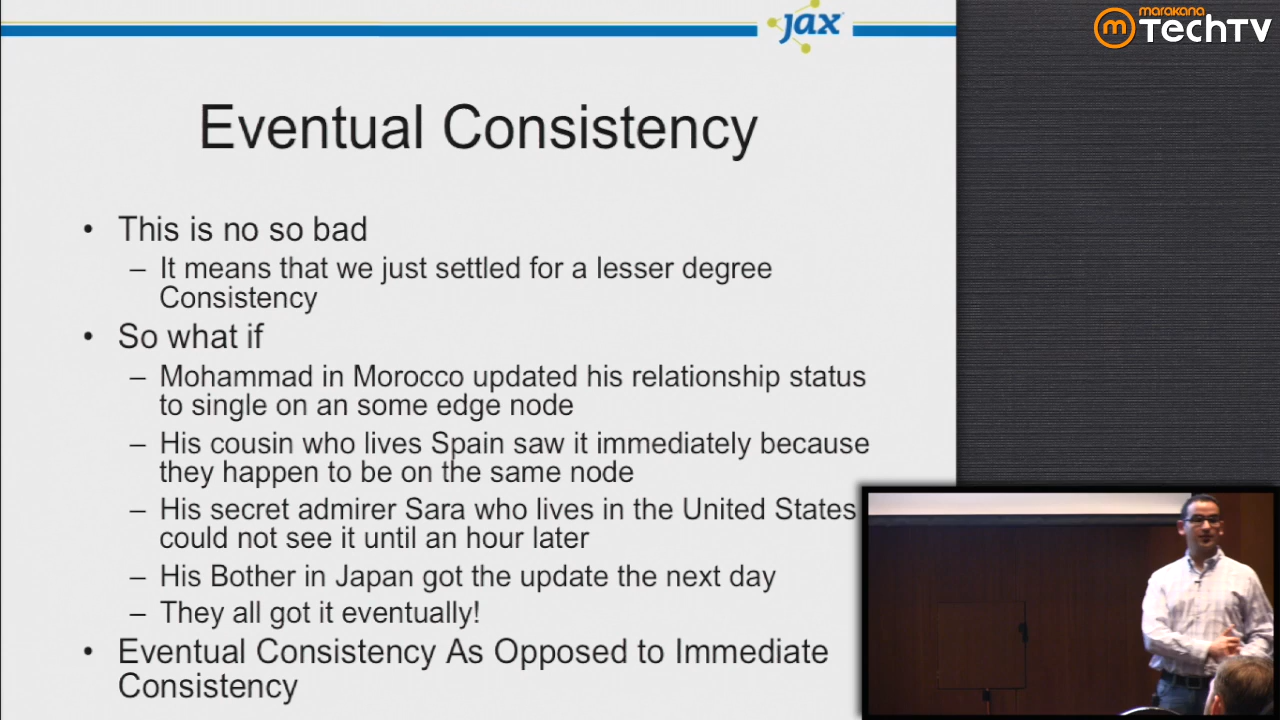 jax
marakana
m TechTV
Eventual Consistency
• This is no so bad
– It means that we just settled for a lesser degree
Consistency
• So what if
– Mohammad in Morocco updated his relationship status
to single on an some edge node
– His cousin who lives Spain saw it immediately because
they happen to be on the same node
– His secret admirer Sara who lives in the United States
could not see it until an hour later
– His Bother in Japan got the update the next day
– They all got it eventually!
• Eventual Consistency As Opposed to Immediate
Consistency